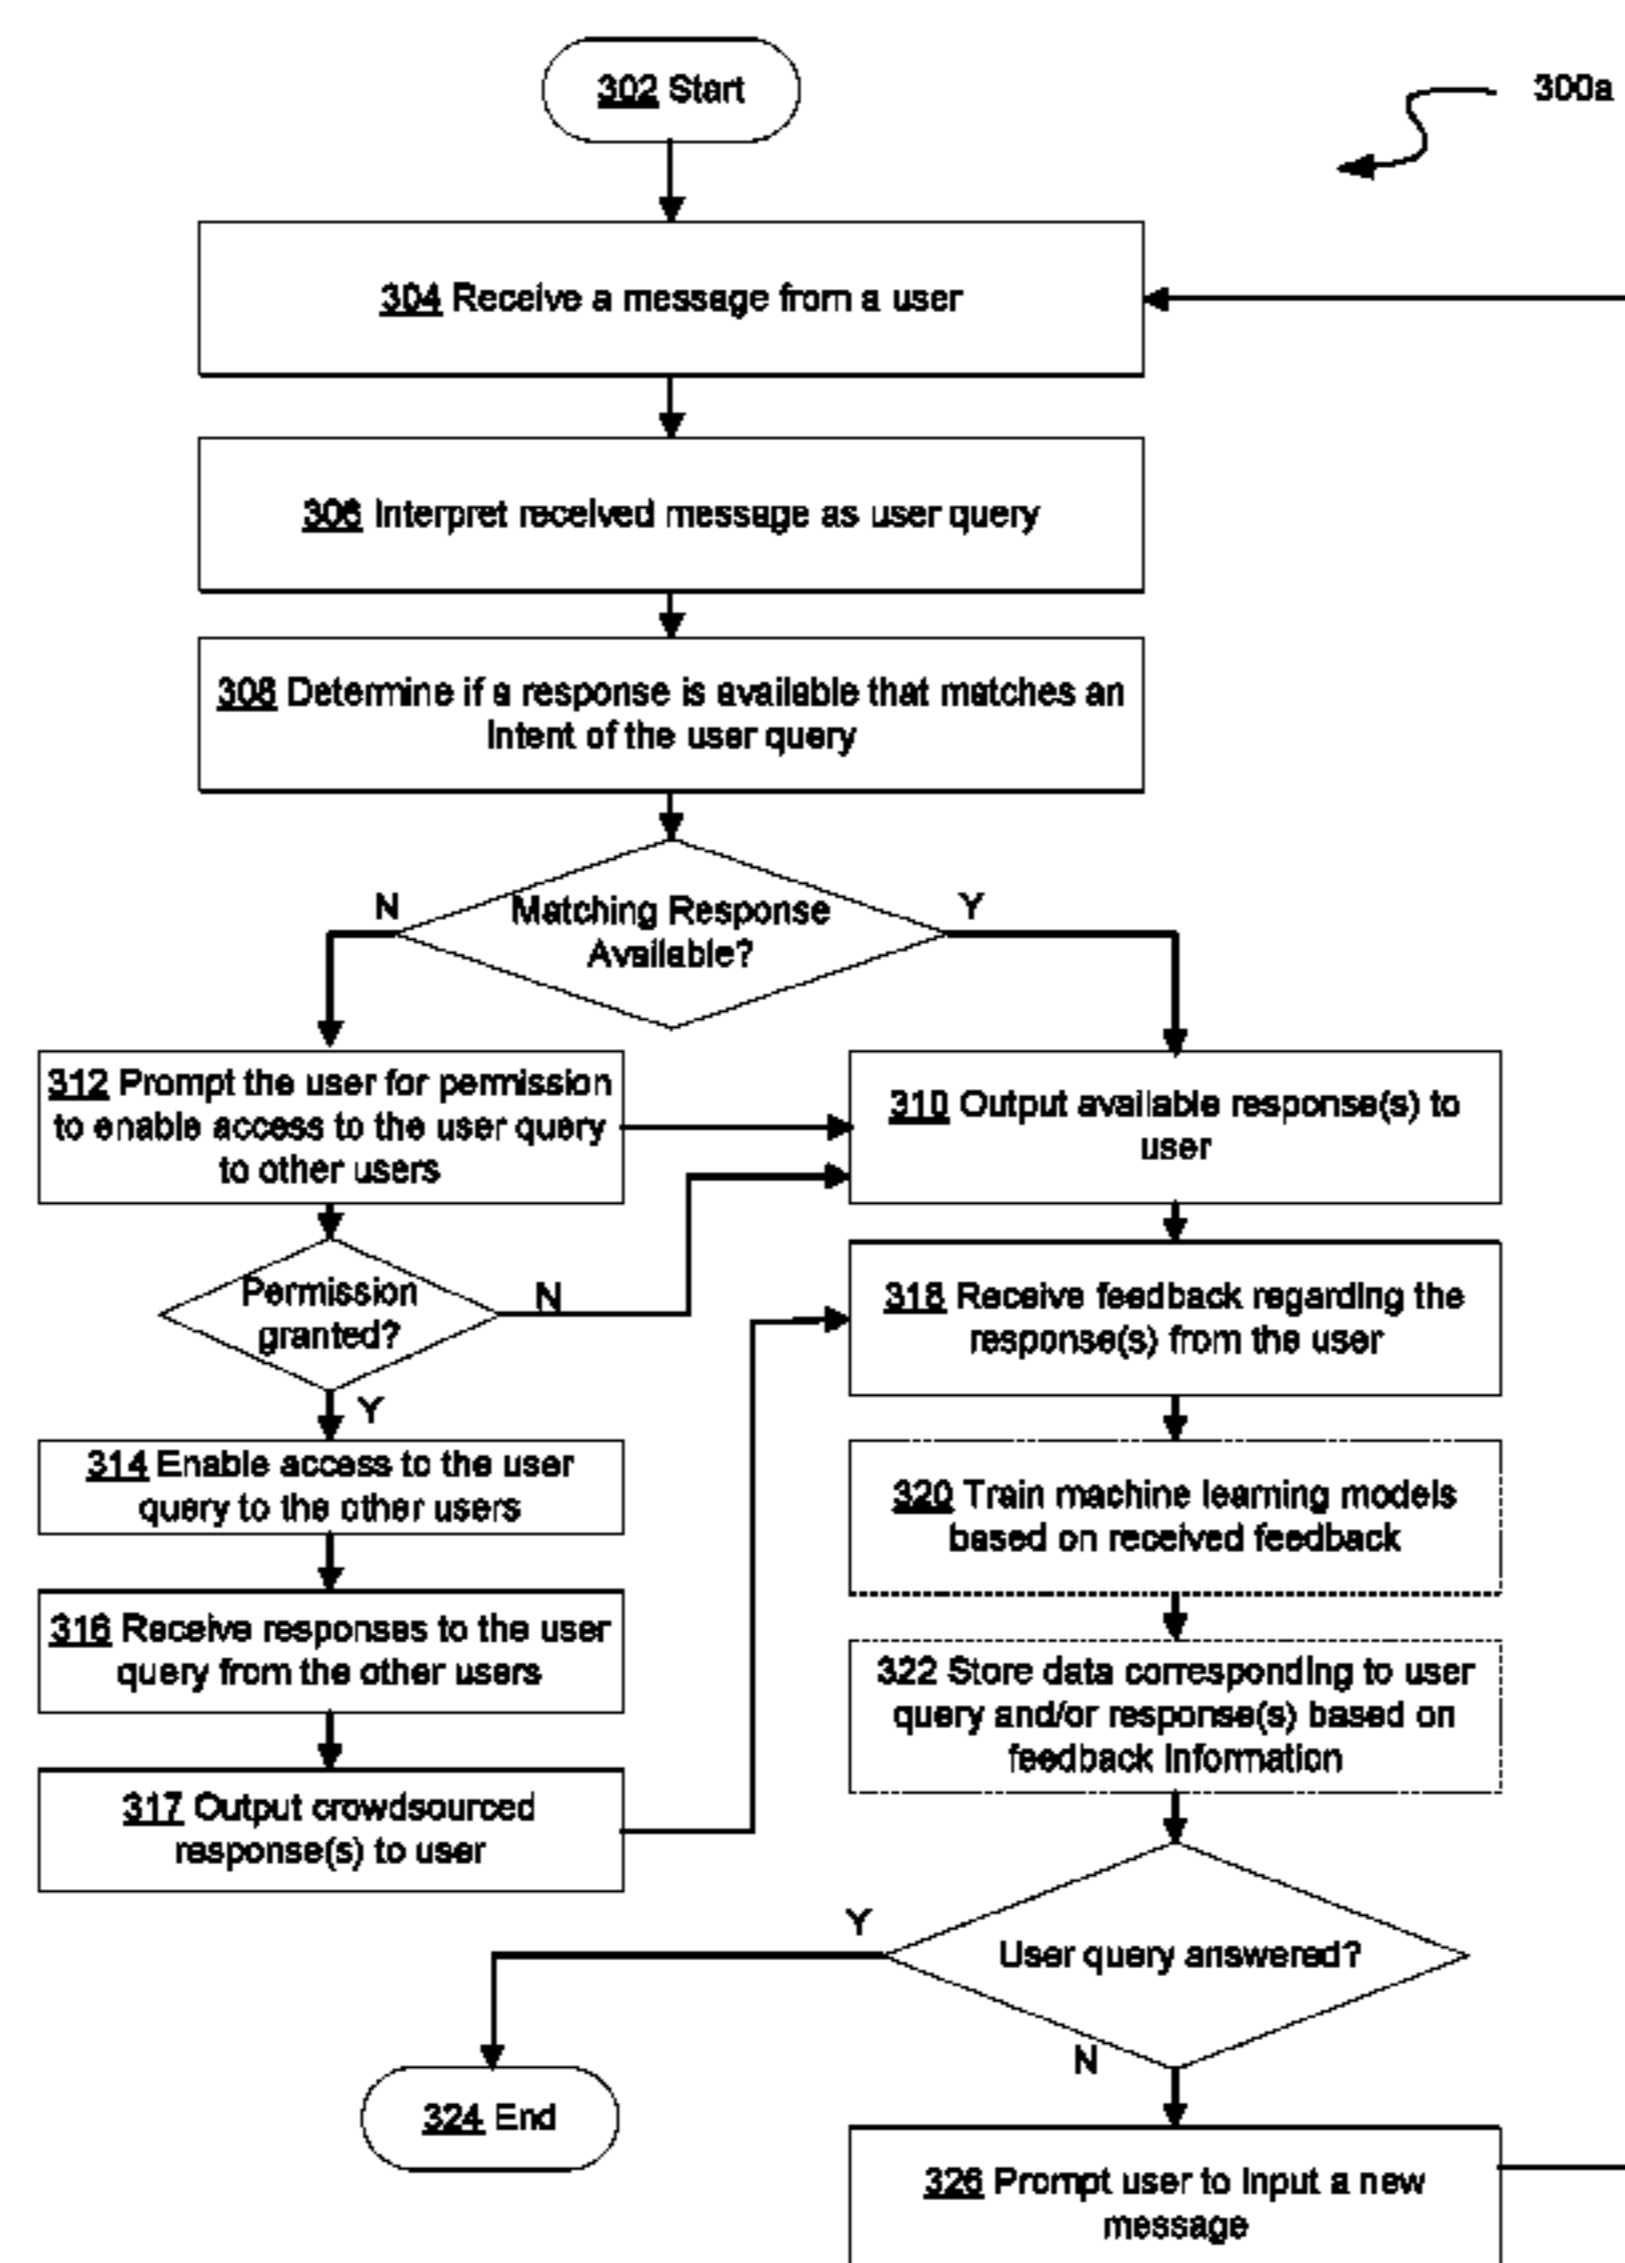 302 Start
300a
304 Receive a message from a user
306 Interpret received message as user query
308 Determine if a response is available that matches an
intent of the user query
N
Matching Response
Available?
Y
312 Prompt the user for permission
to enable access to the user query
to other users
310 Output available response(s) to
user
Permission
granted?
N
Y
318 Receive feedback regarding the
response(s) from the user
314 Enable access to the user
query to the other users
320 Train machine learning models
based on received feedback
316 Receive responses to the user
query from the other users
322 Store data corresponding to user
query and/or response(s) based on
feedback information
317 Output crowdsourced
response(s) to user
Y
User query answered?
N
324 End
326 Prompt user to input a new
message